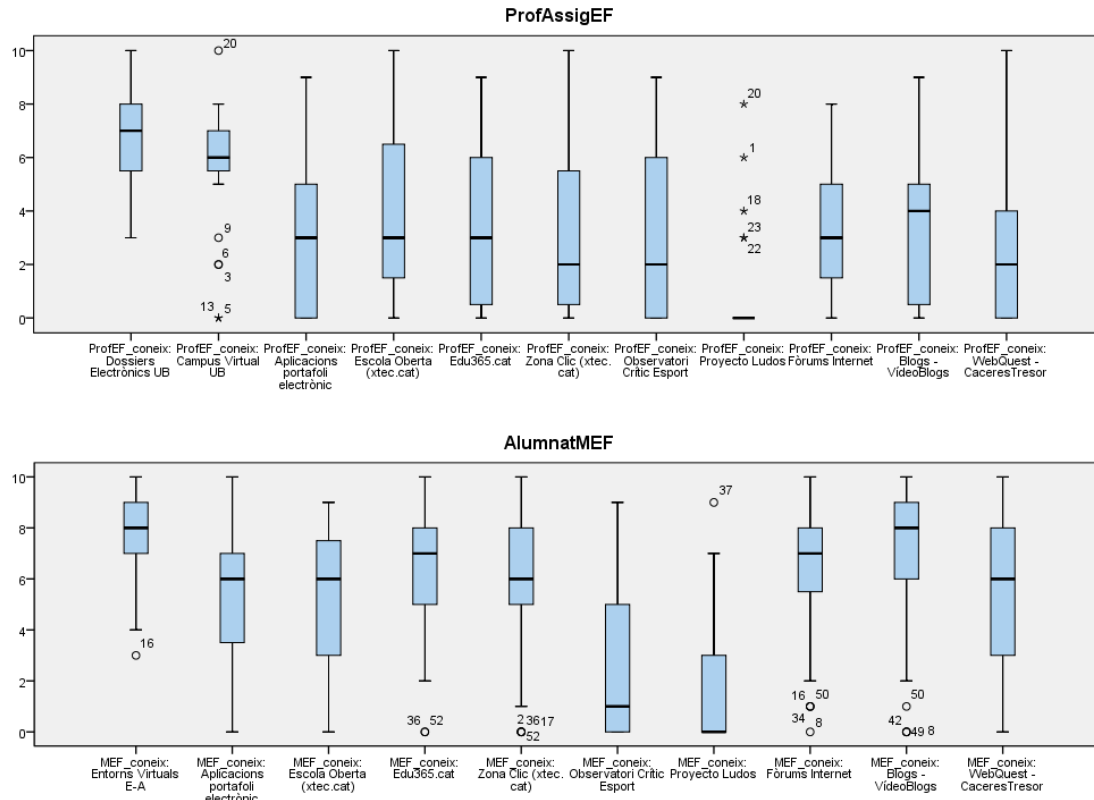 ProfAssigEF
10
8
6
4
2
0
20
9
6
3
13 5
20
1
18
23
22
ProfEF_coneix:
Dossiers
Electrònics UB
ProfEF_coneix:
Campus Virtual
UB
ProfEF_coneix:
Aplicacions
portafoli
electrònic
ProfEF_coneix:
Escola Oberta
(xtec.cat)
ProfEF_coneix:
Edu365.cat
ProfEF_coneix:
Zona Clic (xtec.
cat)
ProfEF_coneix:
Observatori
Crític Esport
ProfEF_coneix:
Proyecto Ludos
ProfEF_coneix:
Fòrums Internet
ProfEF_coneix:
Blogs -
VídeoBlogs
ProfEF_coneix:
WebQuest -
CaceresTresor
AlumnatMEF
10
8
6
4
2
0
16
36 52
2 36 17
52
37
16 50
34 8
50
42
49 8
MEF_coneix:
Entorns Virtuals
E-A
MEF_coneix:
Aplicacions
portafoli
electrònic
MEF_coneix:
Escola Oberta
(xtec.cat)
MEF_coneix:
Edu365.cat
MEF_coneix:
Zona Clic (xtec.
cat)
MEF_coneix:
Observatori Crític
Esport
MEF_coneix:
Proyecto Ludos
MEF_coneix:
Fòrums Internet
MEF_coneix:
Blogs -
VídeoBlogs
MEF_coneix:
WebQuest -
CaceresTresor